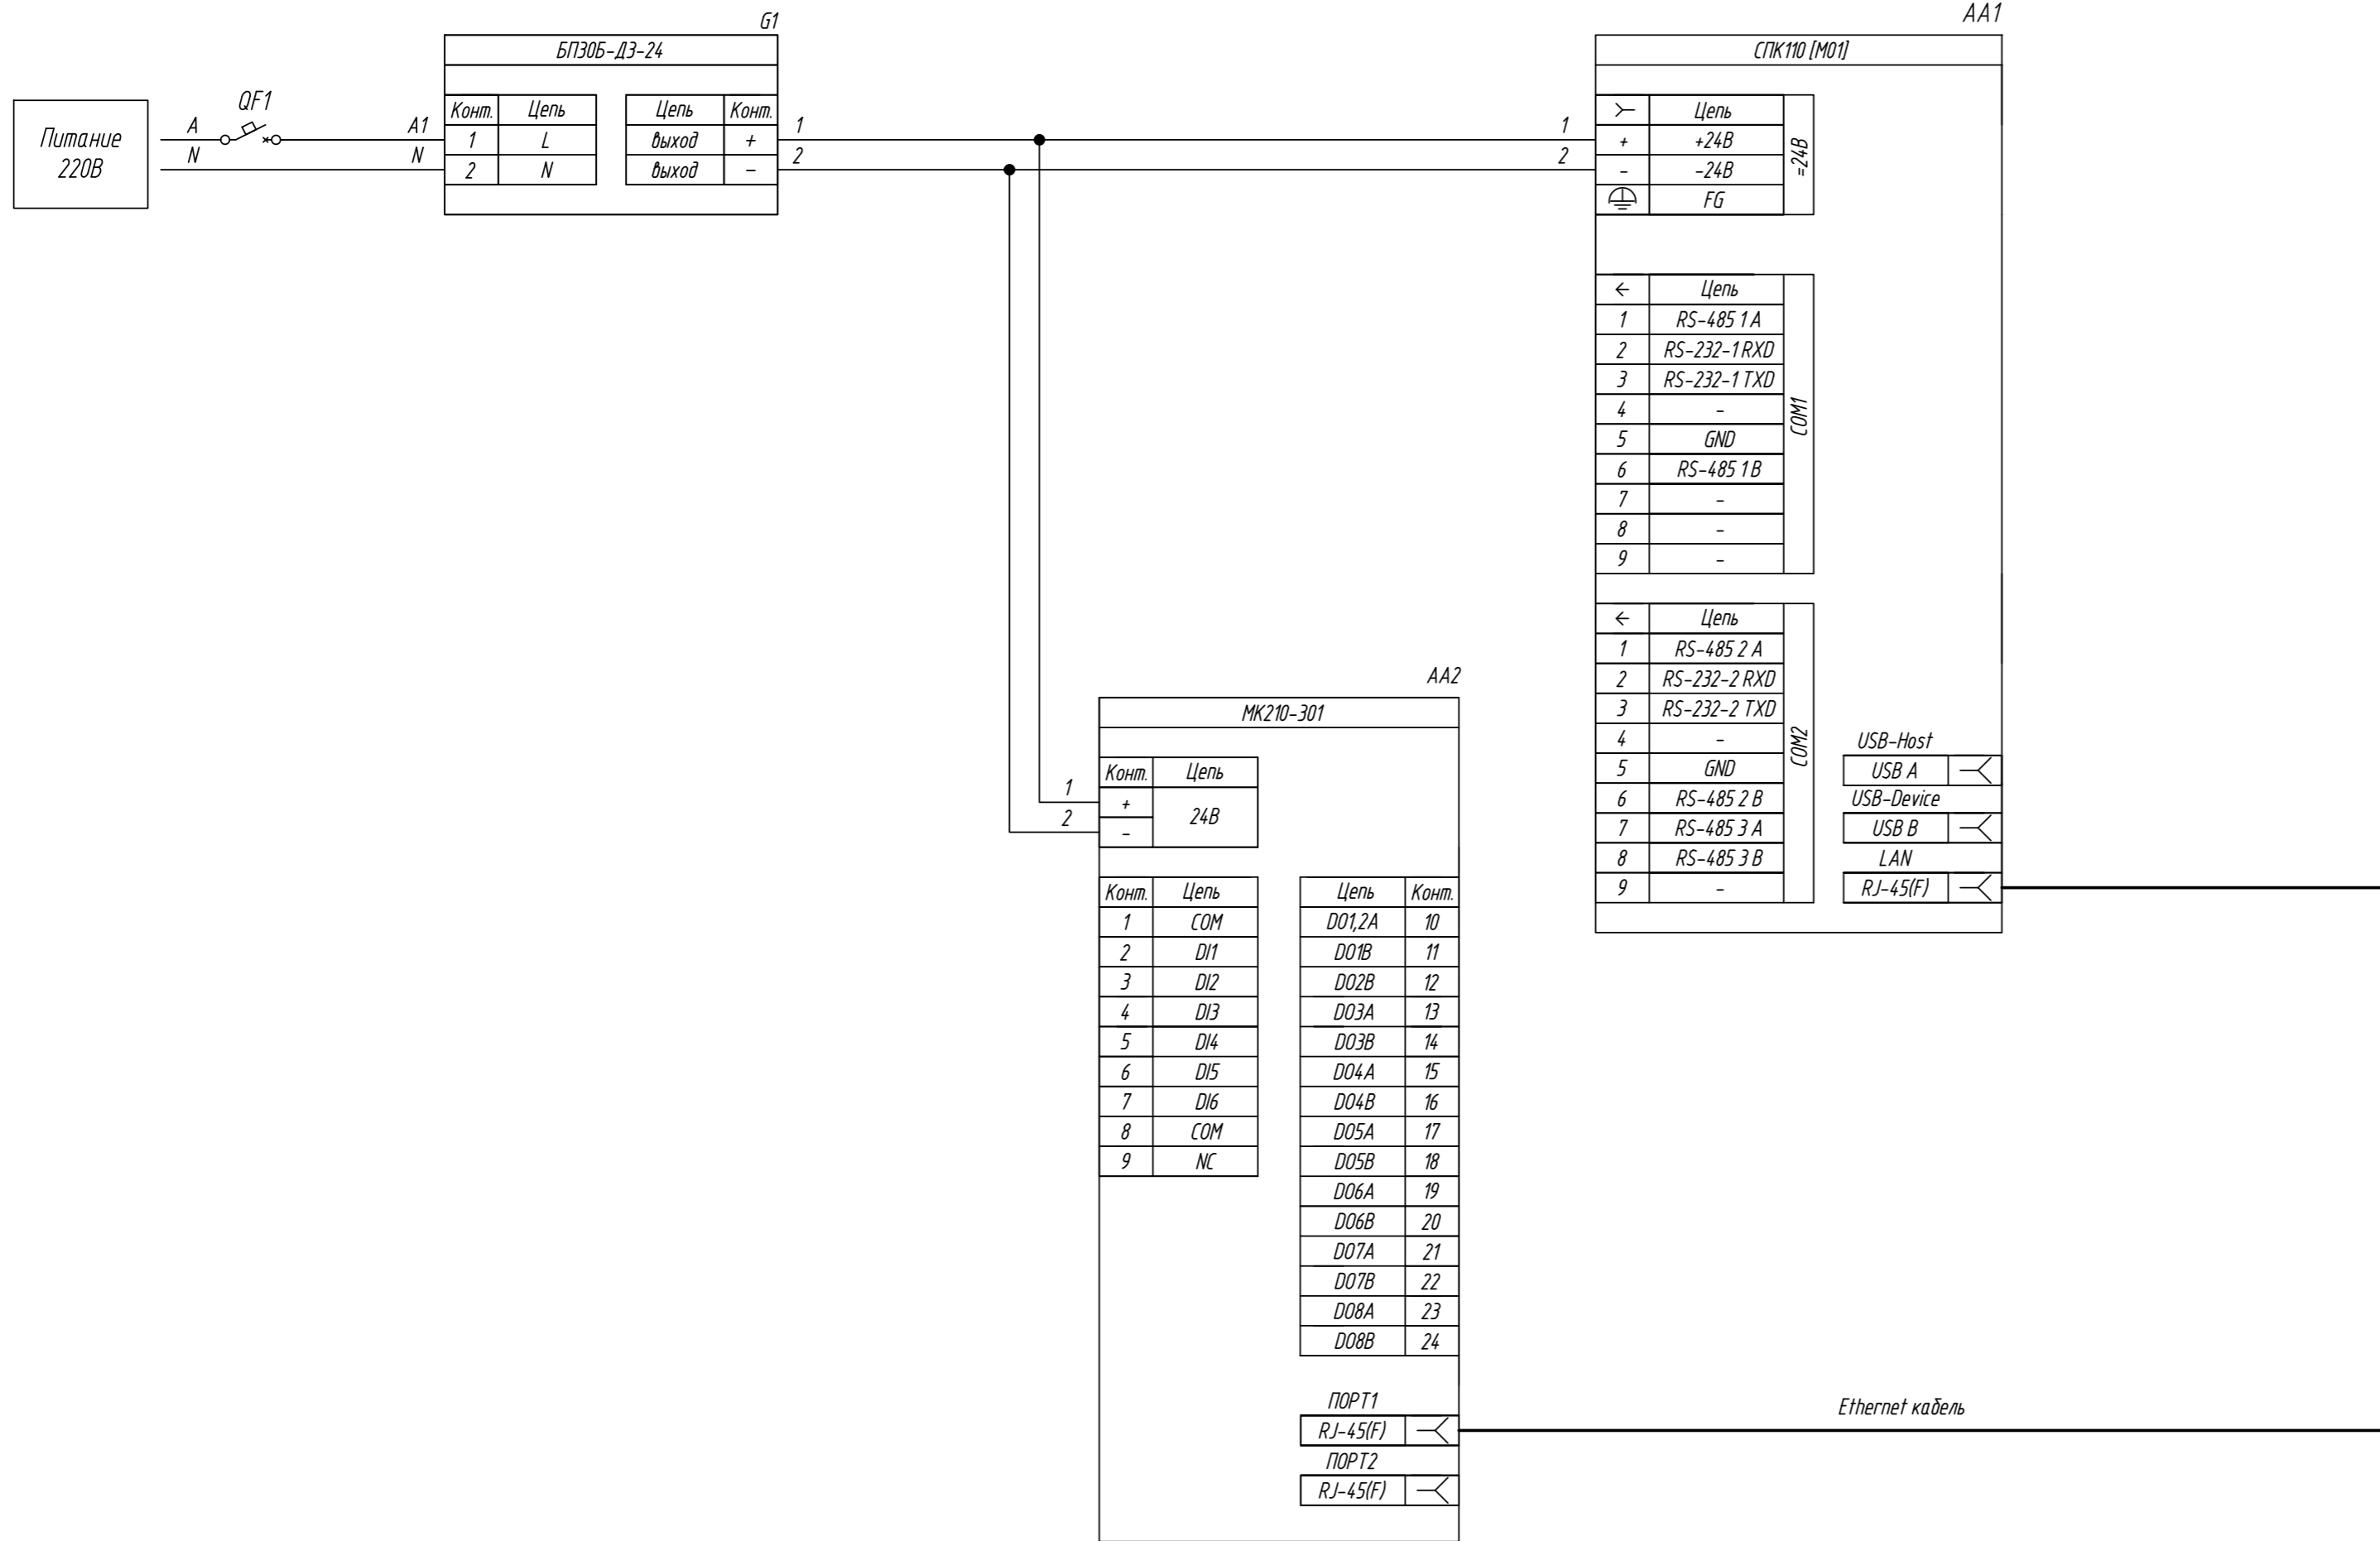 G1
БП30Б-Д3-24
Питание
220В
QF1
A
N
A1
N
Конт. Цепь
1 L
2 N
Цепь Конт.
выход +
выход –
1
2
AA1
СПК110 [M01]
1
2
Цепь
+ +24В
- -24В
FG
=24В
Цепь
1 RS-485 1 A
2 RS-232-1 RXD
3 RS-232-1 TXD
4 -
5 GND
6 RS-485 1 B
7 -
8 -
9 -
COM1
Цепь
1 RS-485 2 A
2 RS-232-2 RXD
3 RS-232-2 TXD
4 -
5 GND
6 RS-485 2 B
7 RS-485 3 A
8 RS-485 3 B
9 -
COM2
USB-Host
USB A
USB-Device
USB B
LAN
RJ-45(F)
AA2
МК210-301
1
2
Конт. Цепь
+
-
24В
Конт. Цепь
1 COM
2 DI1
3 DI2
4 DI3
5 DI4
6 DI5
7 DI6
8 COM
9 NC
Цепь Конт.
DO1,2A 10
DO1B 11
DO2B 12
DO3A 13
DO3B 14
DO4A 15
DO4B 16
DO5A 17
DO5B 18
DO6A 19
DO6B 20
DO7A 21
DO7B 22
DO8A 23
DO8B 24
ПОРТ1
RJ-45(F)
ПОРТ2
RJ-45(F)
Ethernet кабель